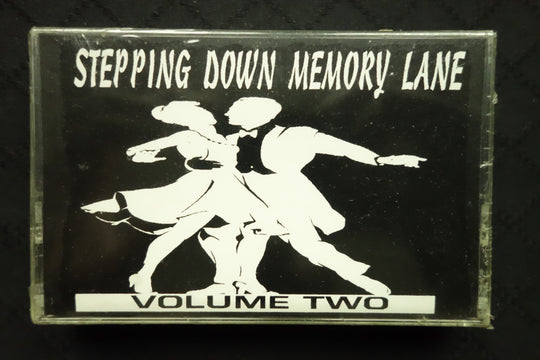 STEPPING DOWN MEMORY LANE
VOLUME TWO